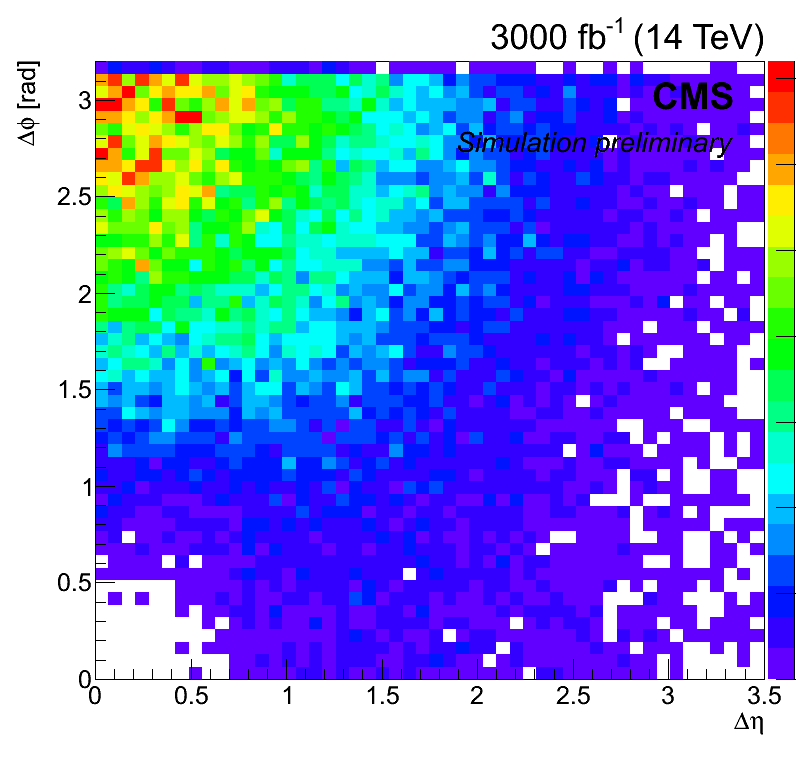 3000 fb-1 (14 TeV)
Δϕ [rad]
CMS
Simulation preliminary
3
2.5
2
1.5
1
0.5
0
0 0.5 1 1.5 2 2.5 3 3.5
Δη